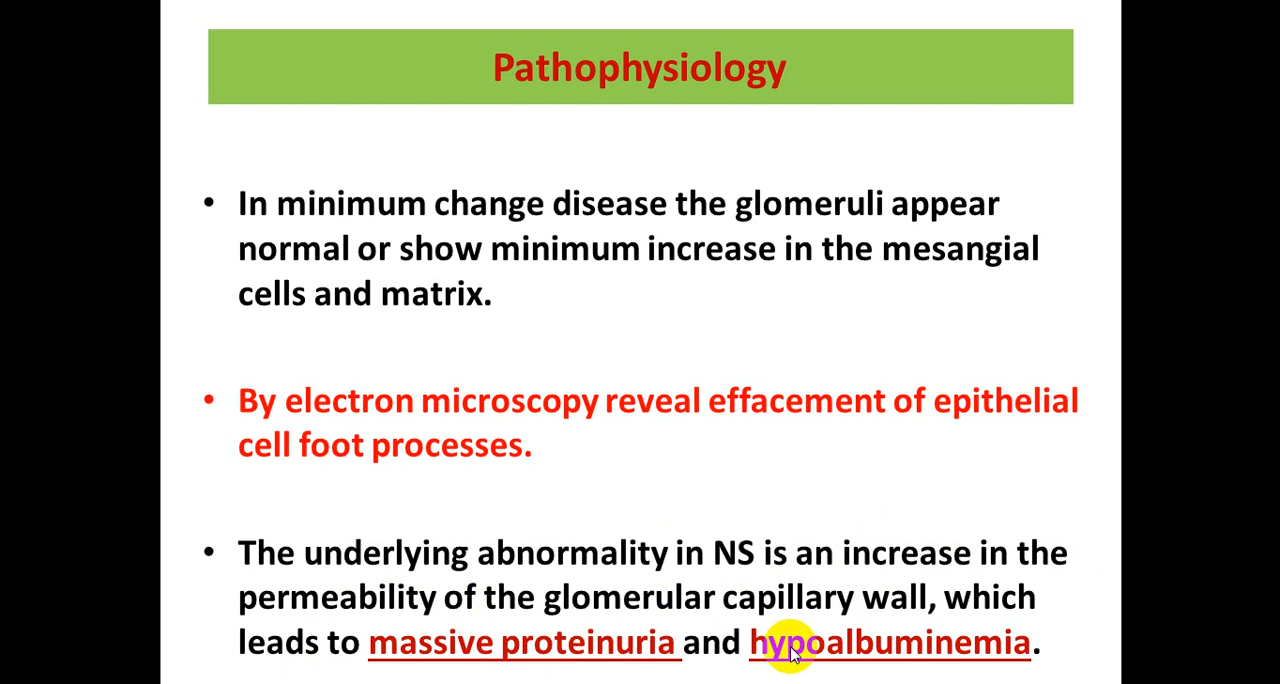 Pathophysiology
• In minimum change disease the glomeruli appear
normal or show minimum increase in the mesangial
cells and matrix.
• By electron microscopy reveal effacement of epithelial
cell foot processes.
• The underlying abnormality in NS is an increase in the
permeability of the glomerular capillary wall, which
leads to massive proteinuria and hypoalbuminemia.